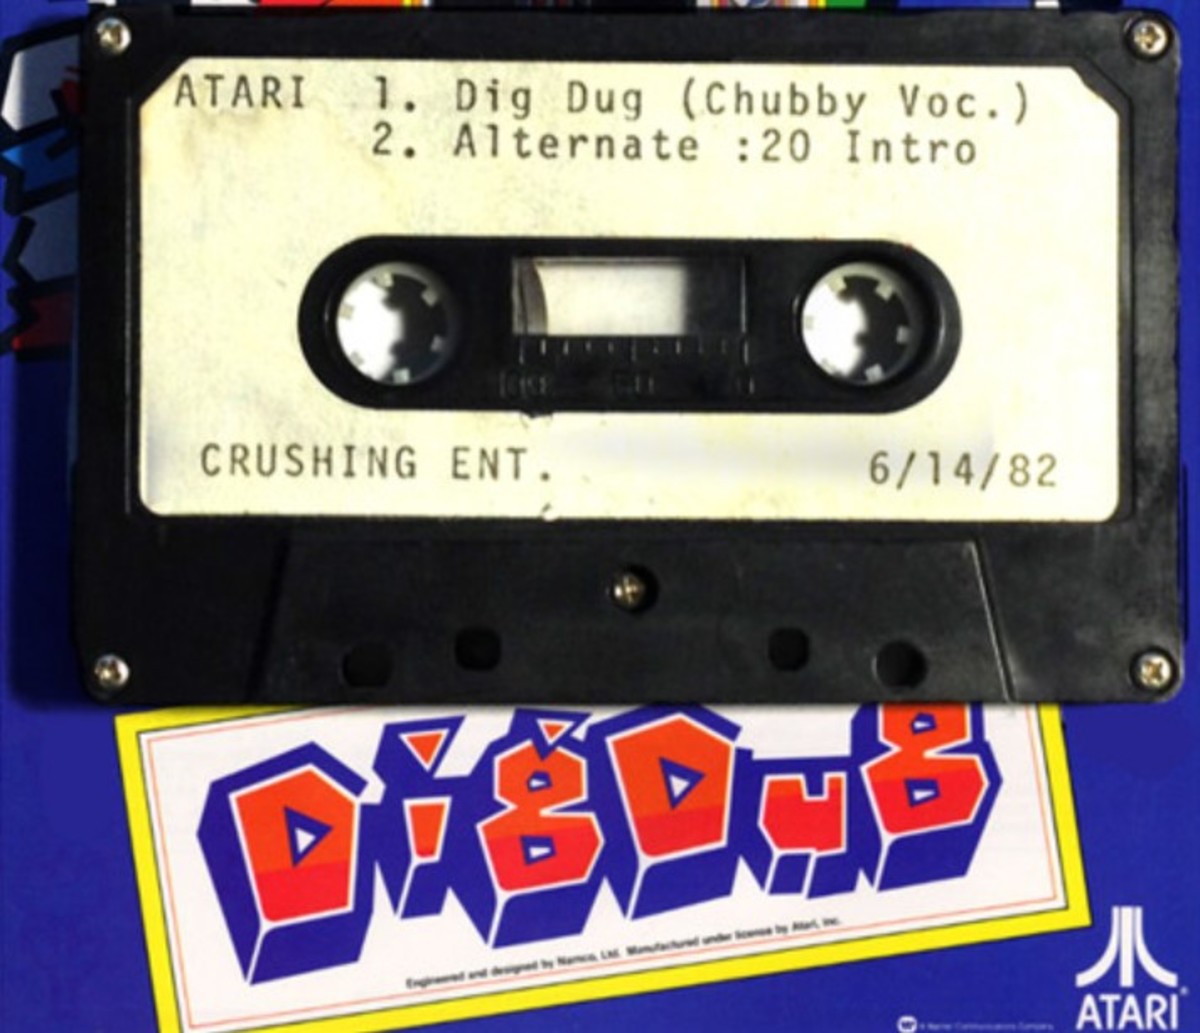 ATARI 1. Dig Dug (Chubby Voc.)
2. Alternate :20 Intro
CRUSHING ENT. 6/14/82
Dig Dug
Engineered and designed by Namco, Ltd. Manufactured under license by Atari, Inc.
ATARI